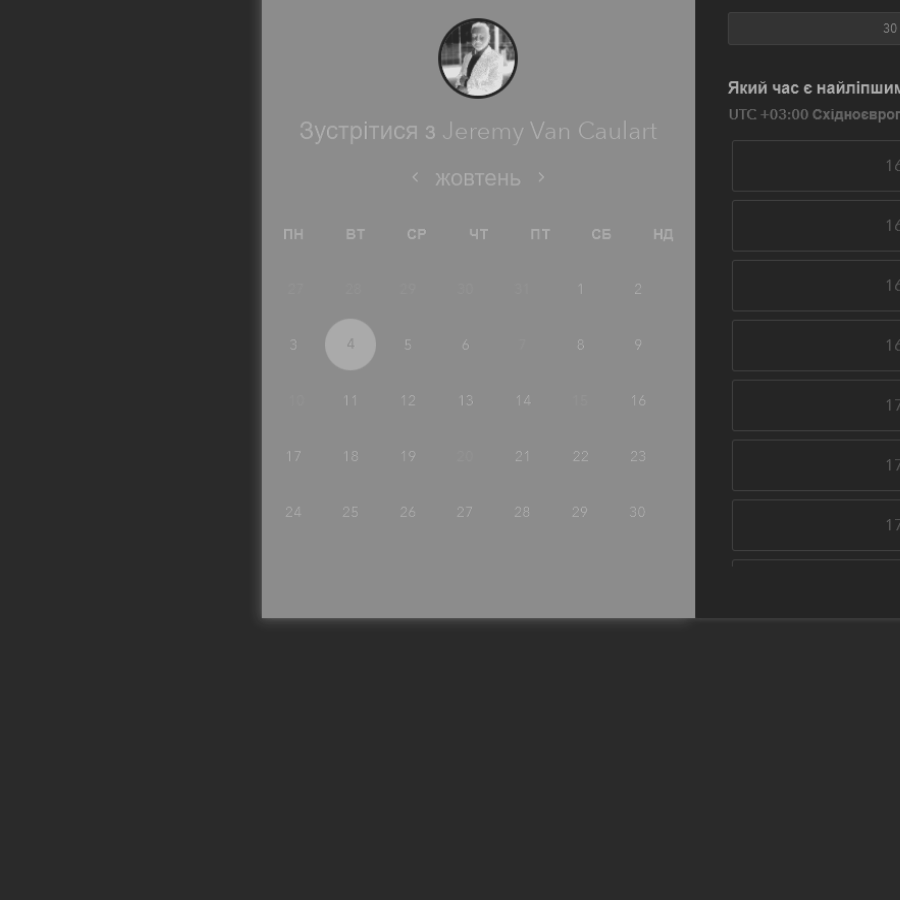 Зустрітися з Jeremy Van Caulart
жовтень
ПН ВТ СР ЧТ ПТ СБ НД
27 28 29 30 31 1 2
3 4 5 6 7 8 9
10 11 12 13 14 15 16
17 18 19 20 21 22 23
24 25 26 27 28 29 30
30
Який час є найліпшим
UTC +03:00 Східноєвроп
16
16
16
16
17
17
17